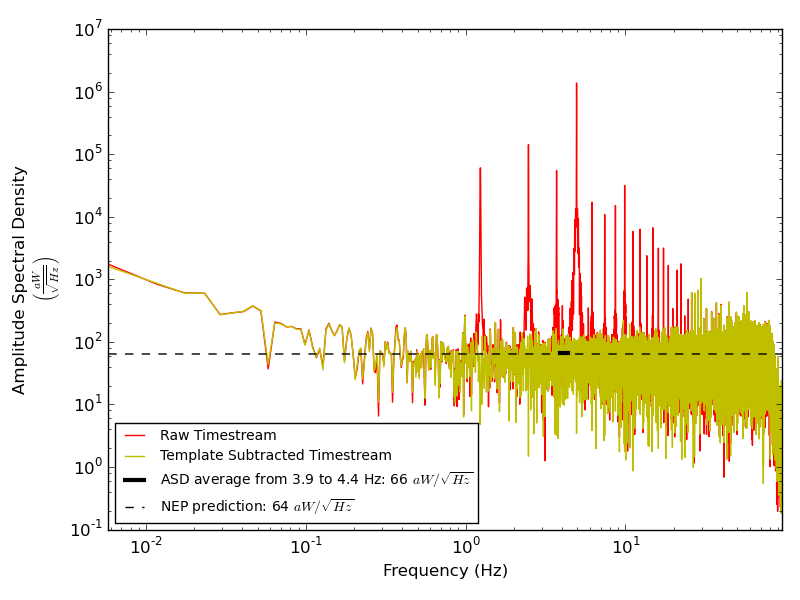 10^7
10^6
10^5
10^4
10^3
10^2
10^1
10^0
10^-1
Amplitude Spectral Density
(aW/√Hz)
Raw Timestream
Template Subtracted Timestream
ASD average from 3.9 to 4.4 Hz: 66 aW/√Hz
NEP prediction: 64 aW/√Hz
10^-2 10^-1 10^0 10^1
Frequency (Hz)